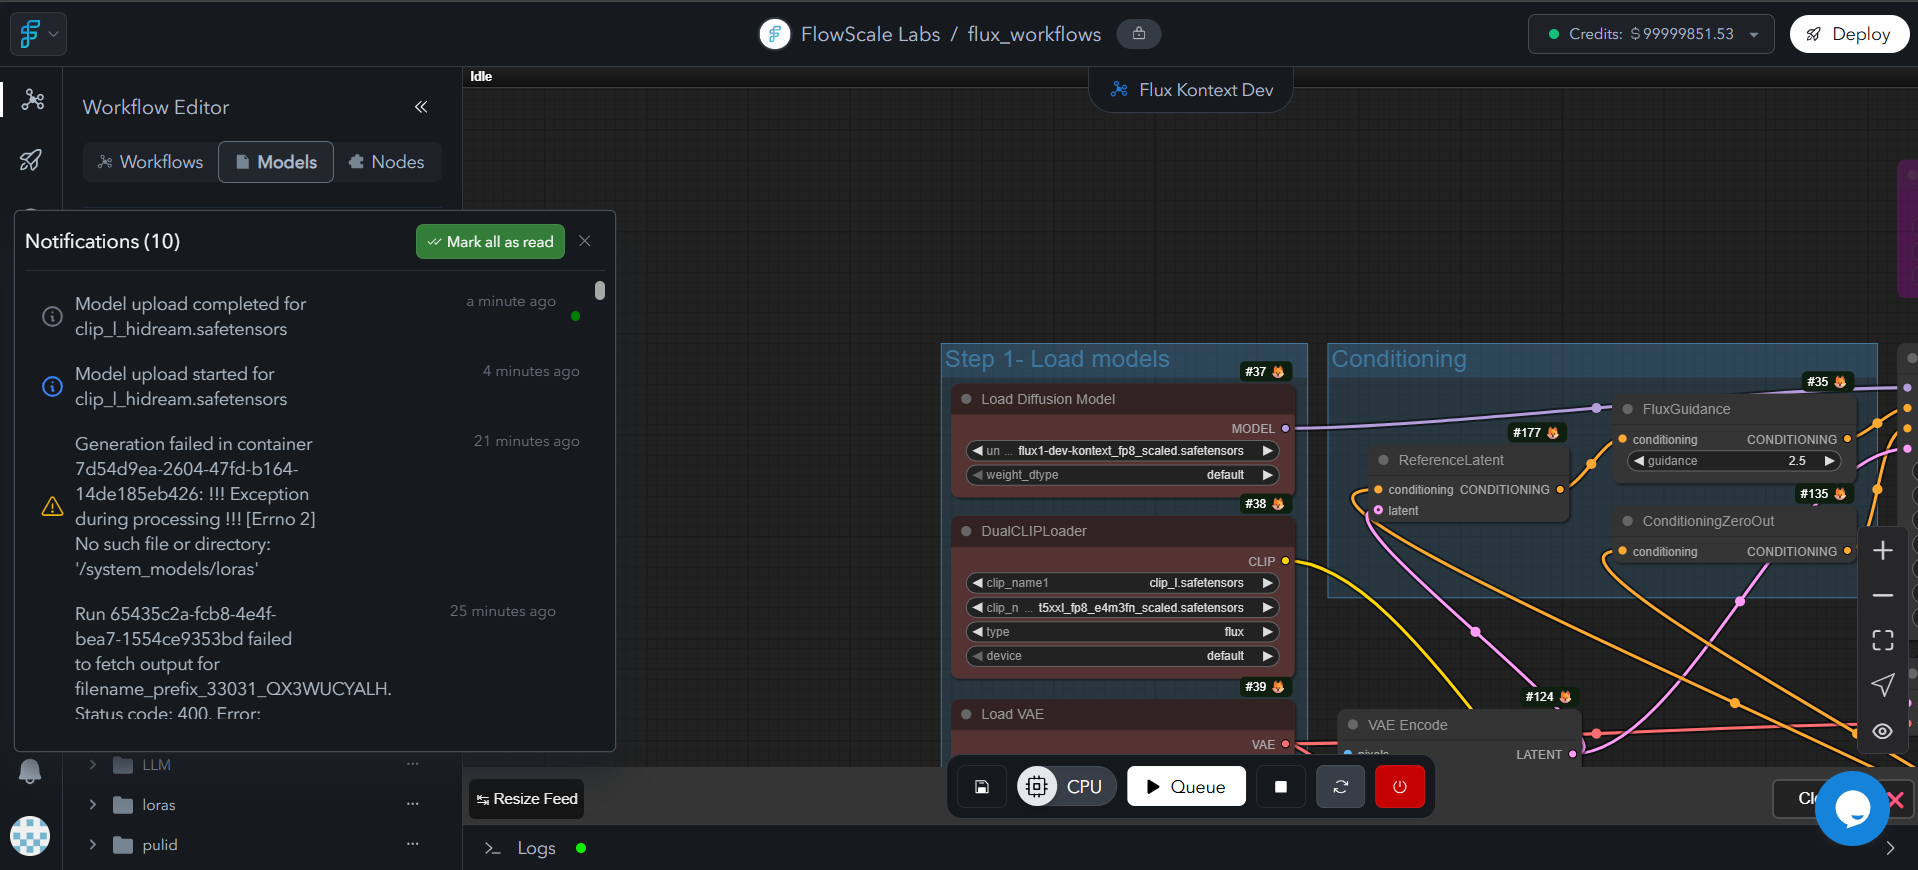 FlowScale Labs / flux_workflows
Credits: $ 99999851.53
Deploy
Idle
Flux Kontext Dev
Workflow Editor
Workflows
Models
Nodes
Notifications (10)
Mark all as read
Model upload completed for
clip_l_hidream.safetensors
a minute ago
Model upload started for
clip_l_hidream.safetensors
4 minutes ago
Generation failed in container
7d54d9ea-2604-47fd-b164-
14de185eb426: !!! Exception
during processing !!! [Errno 2]
No such file or directory:
'/system_models/loras'
21 minutes ago
Run 65435c2a-fcb8-4e4f-
bea7-1554ce9353bd failed
to fetch output for
filename_prefix_33031_QX3WUCYALH.
Status code: 400. Error:
25 minutes ago
LLM
loras
pulid
Step 1- Load models
#37
Load Diffusion Model
MODEL
un ... flux1-dev-kontext_fp8_scaled.safetensors
weight_dtype default
#38
DualCLIPLoader
CLIP
clip_name1 clip_l.safetensors
clip_n ... t5xxl_fp8_e4m3fn_scaled.safetensors
type flux
device default
#39
Load VAE
VAE
Conditioning
#35
FluxGuidance
conditioning CONDITIONING
guidance 2.5
#177
ReferenceLatent
conditioning CONDITIONING
latent
#135
ConditioningZeroOut
conditioning CONDITIONING
#124
VAE Encode
pixels
LATENT
Resize Feed
CPU
Queue
Logs